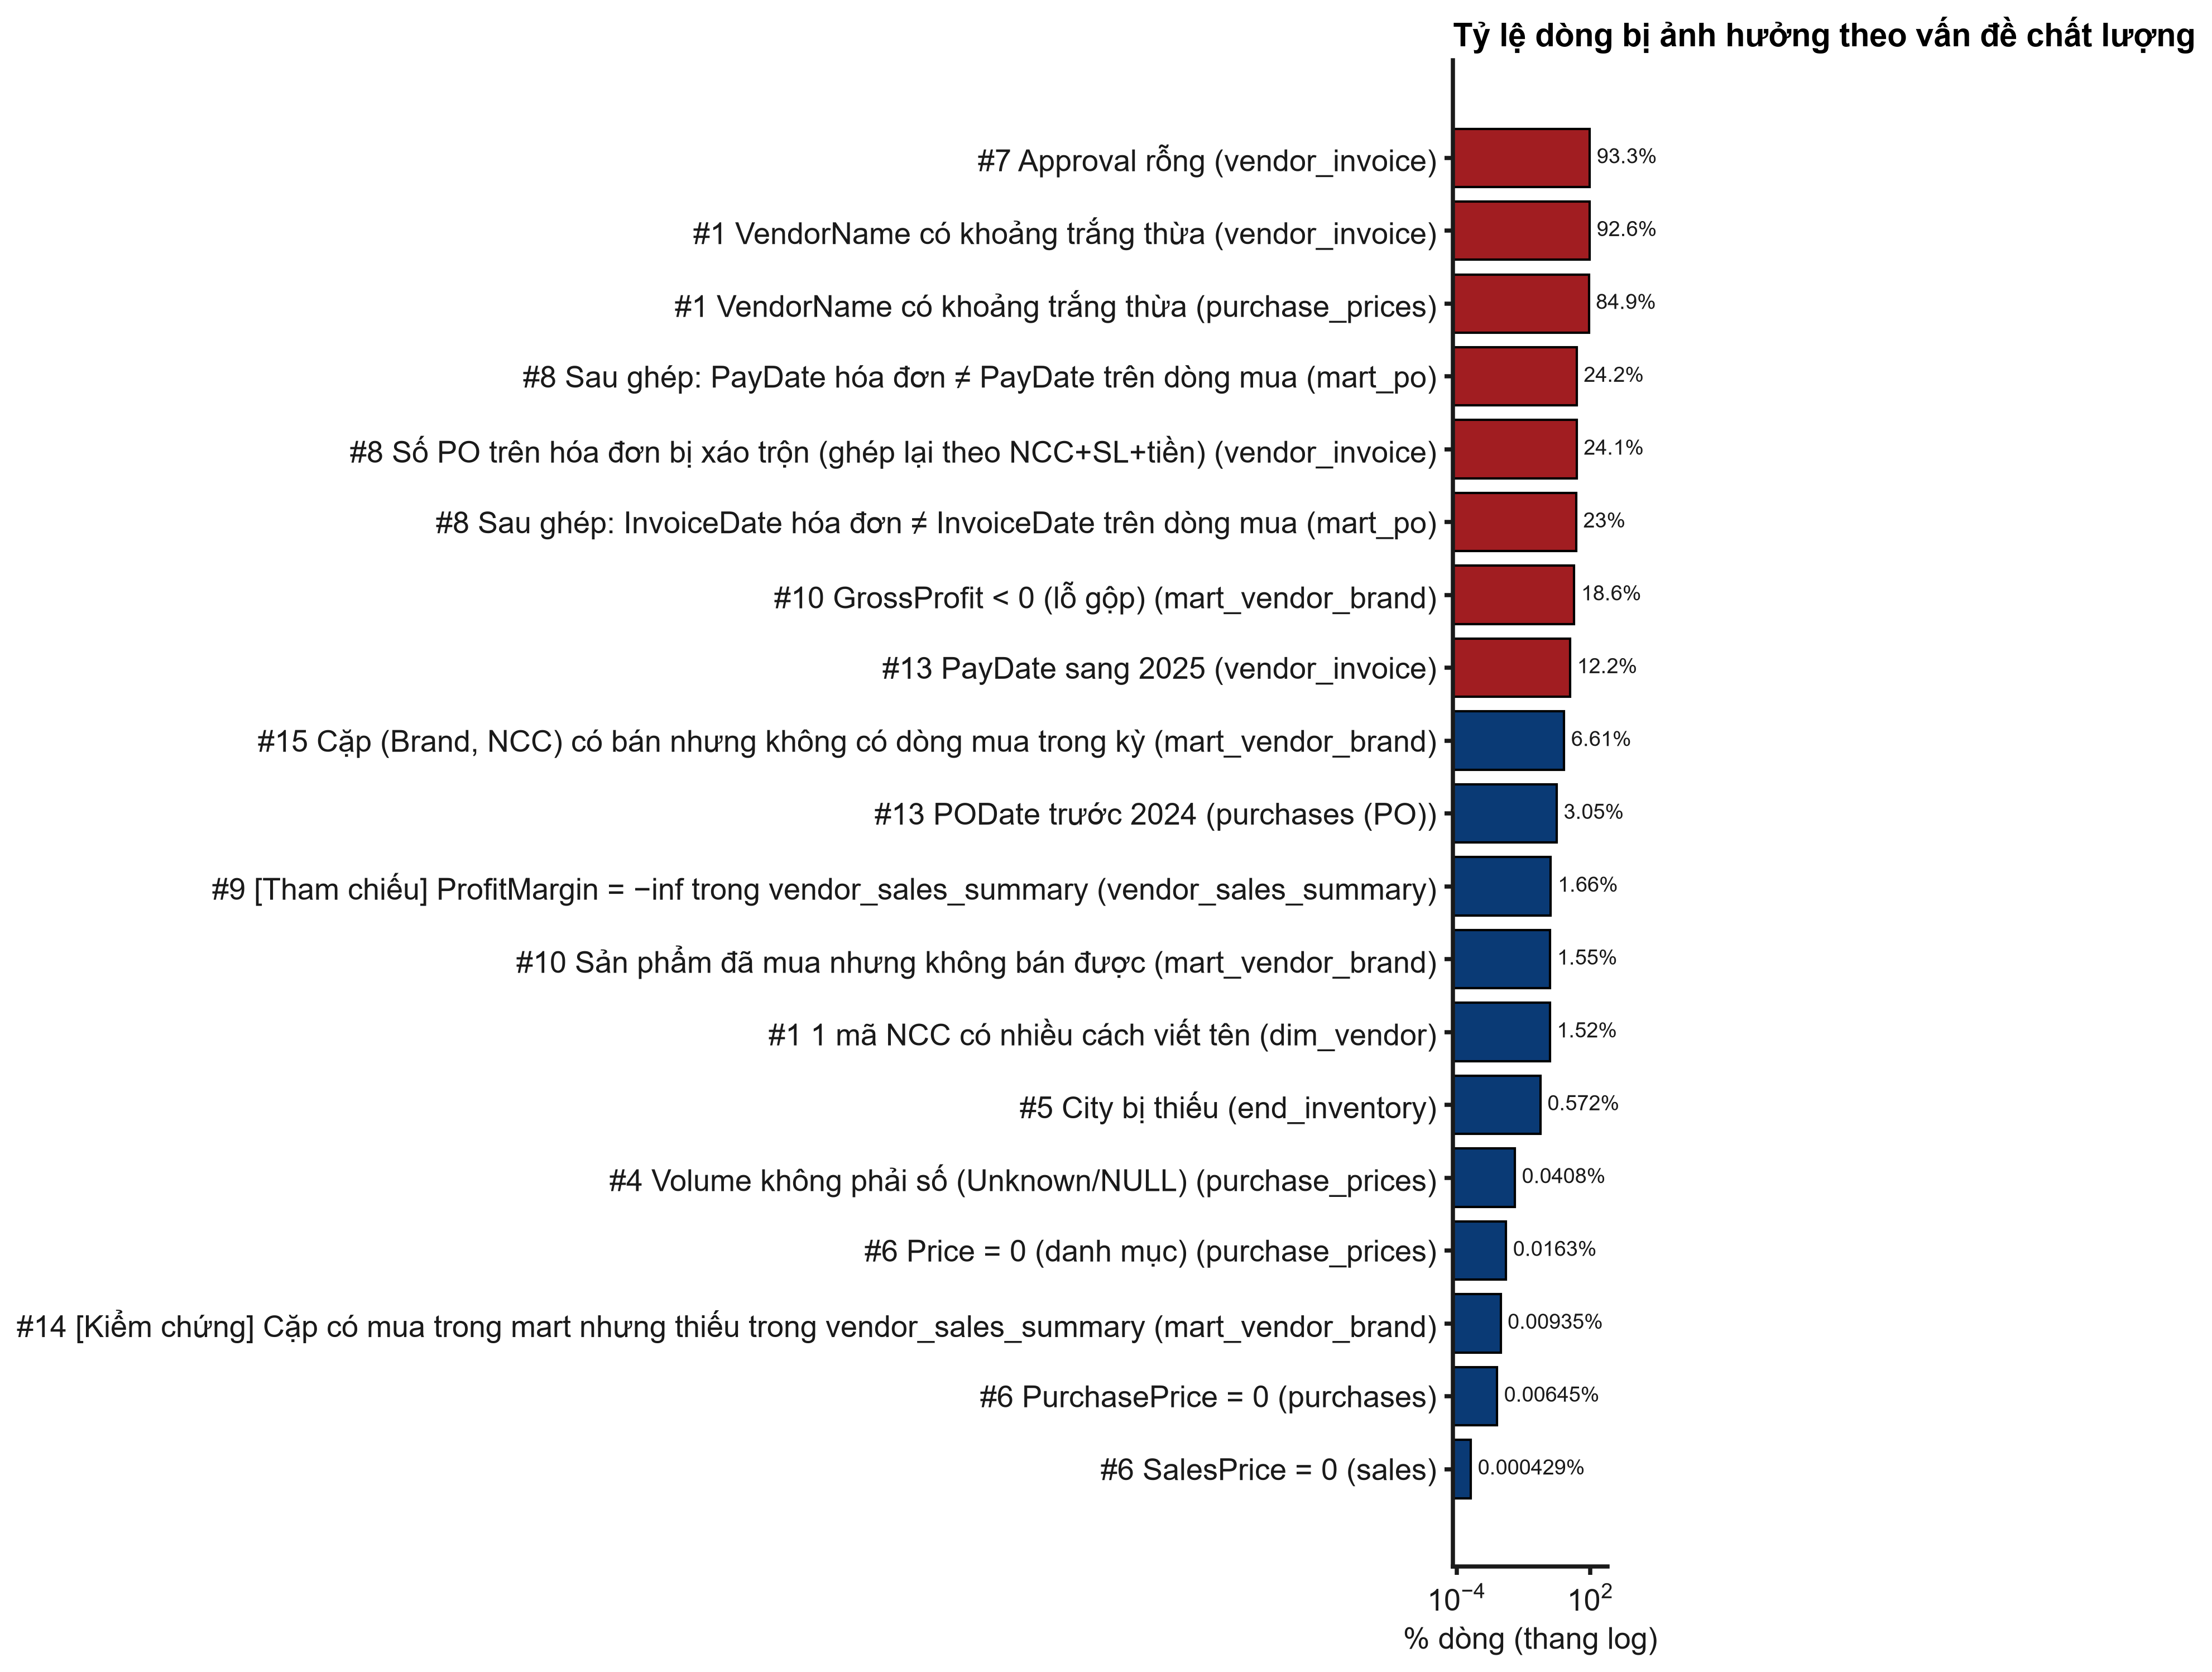 Tỷ lệ dòng bị ảnh hưởng theo vấn đề chất lượng
#7 Approval rỗng (vendor_invoice) 93.3%
#1 VendorName có khoảng trắng thừa (vendor_invoice) 92.6%
#1 VendorName có khoảng trắng thừa (purchase_prices) 84.9%
#8 Sau ghép: PayDate hóa đơn ≠ PayDate trên dòng mua (mart_po) 24.2%
#8 Số PO trên hóa đơn bị xáo trộn (ghép lại theo NCC+SL+tiền) (vendor_invoice) 24.1%
#8 Sau ghép: InvoiceDate hóa đơn ≠ InvoiceDate trên dòng mua (mart_po) 23%
#10 GrossProfit < 0 (lỗ gộp) (mart_vendor_brand) 18.6%
#13 PayDate sang 2025 (vendor_invoice) 12.2%
#15 Cặp (Brand, NCC) có bán nhưng không có dòng mua trong kỳ (mart_vendor_brand) 6.61%
#13 PODate trước 2024 (purchases (PO)) 3.05%
#9 [Tham chiếu] ProfitMargin = −inf trong vendor_sales_summary (vendor_sales_summary) 1.66%
#10 Sản phẩm đã mua nhưng không bán được (mart_vendor_brand) 1.55%
#1 1 mã NCC có nhiều cách viết tên (dim_vendor) 1.52%
#5 City bị thiếu (end_inventory) 0.572%
#4 Volume không phải số (Unknown/NULL) (purchase_prices) 0.0408%
#6 Price = 0 (danh mục) (purchase_prices) 0.0163%
#14 [Kiểm chứng] Cặp có mua trong mart nhưng thiếu trong vendor_sales_summary (mart_vendor_brand) 0.00935%
#6 PurchasePrice = 0 (purchases) 0.00645%
#6 SalesPrice = 0 (sales) 0.000429%
10⁻⁴ 10²
% dòng (thang log)